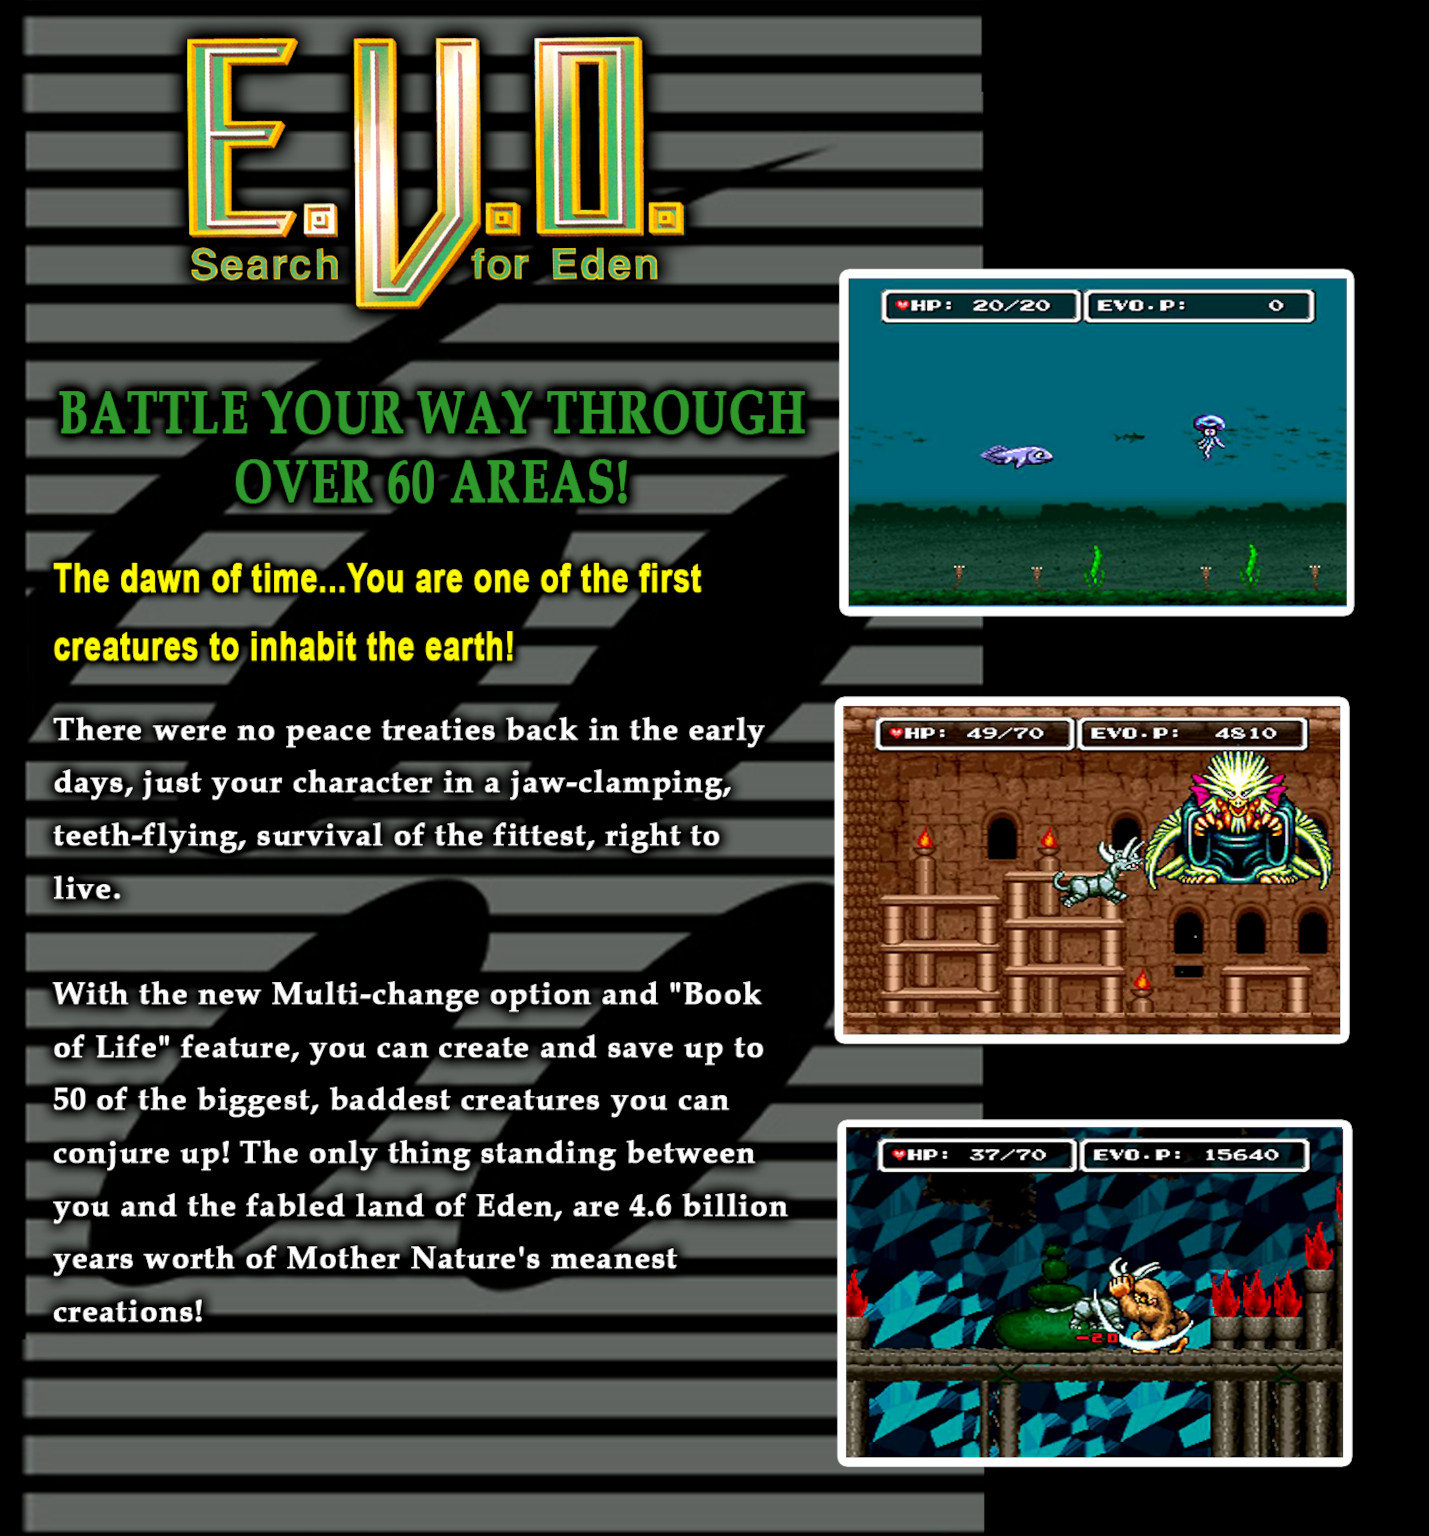 E.V.O.
Search for Eden
BATTLE YOUR WAY THROUGH
OVER 60 AREAS!
The dawn of time...You are one of the first
creatures to inhabit the earth!
There were no peace treaties back in the early
days, just your character in a jaw-clamping,
teeth-flying, survival of the fittest, right to
live.
With the new Multi-change option and "Book
of Life" feature, you can create and save up to
50 of the biggest, baddest creatures you can
conjure up! The only thing standing between
you and the fabled land of Eden, are 4.6 billion
years worth of Mother Nature's meanest
creations!
HP: 20/20 EVO.P: 0
HP: 49/70 EVO.P: 4810
HP: 37/70 EVO.P: 15640
-20